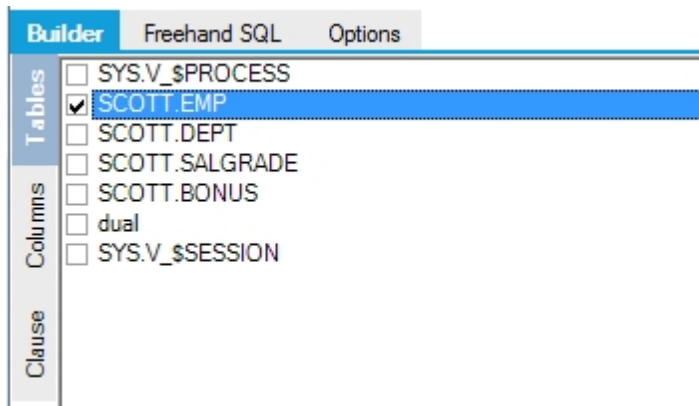 Builder Freehand SQL Options
Tables
SYS.V_$PROCESS
SCOTT.EMP
SCOTT.DEPT
SCOTT.SALGRADE
SCOTT.BONUS
dual
SYS.V_$SESSION
Columns
Clause